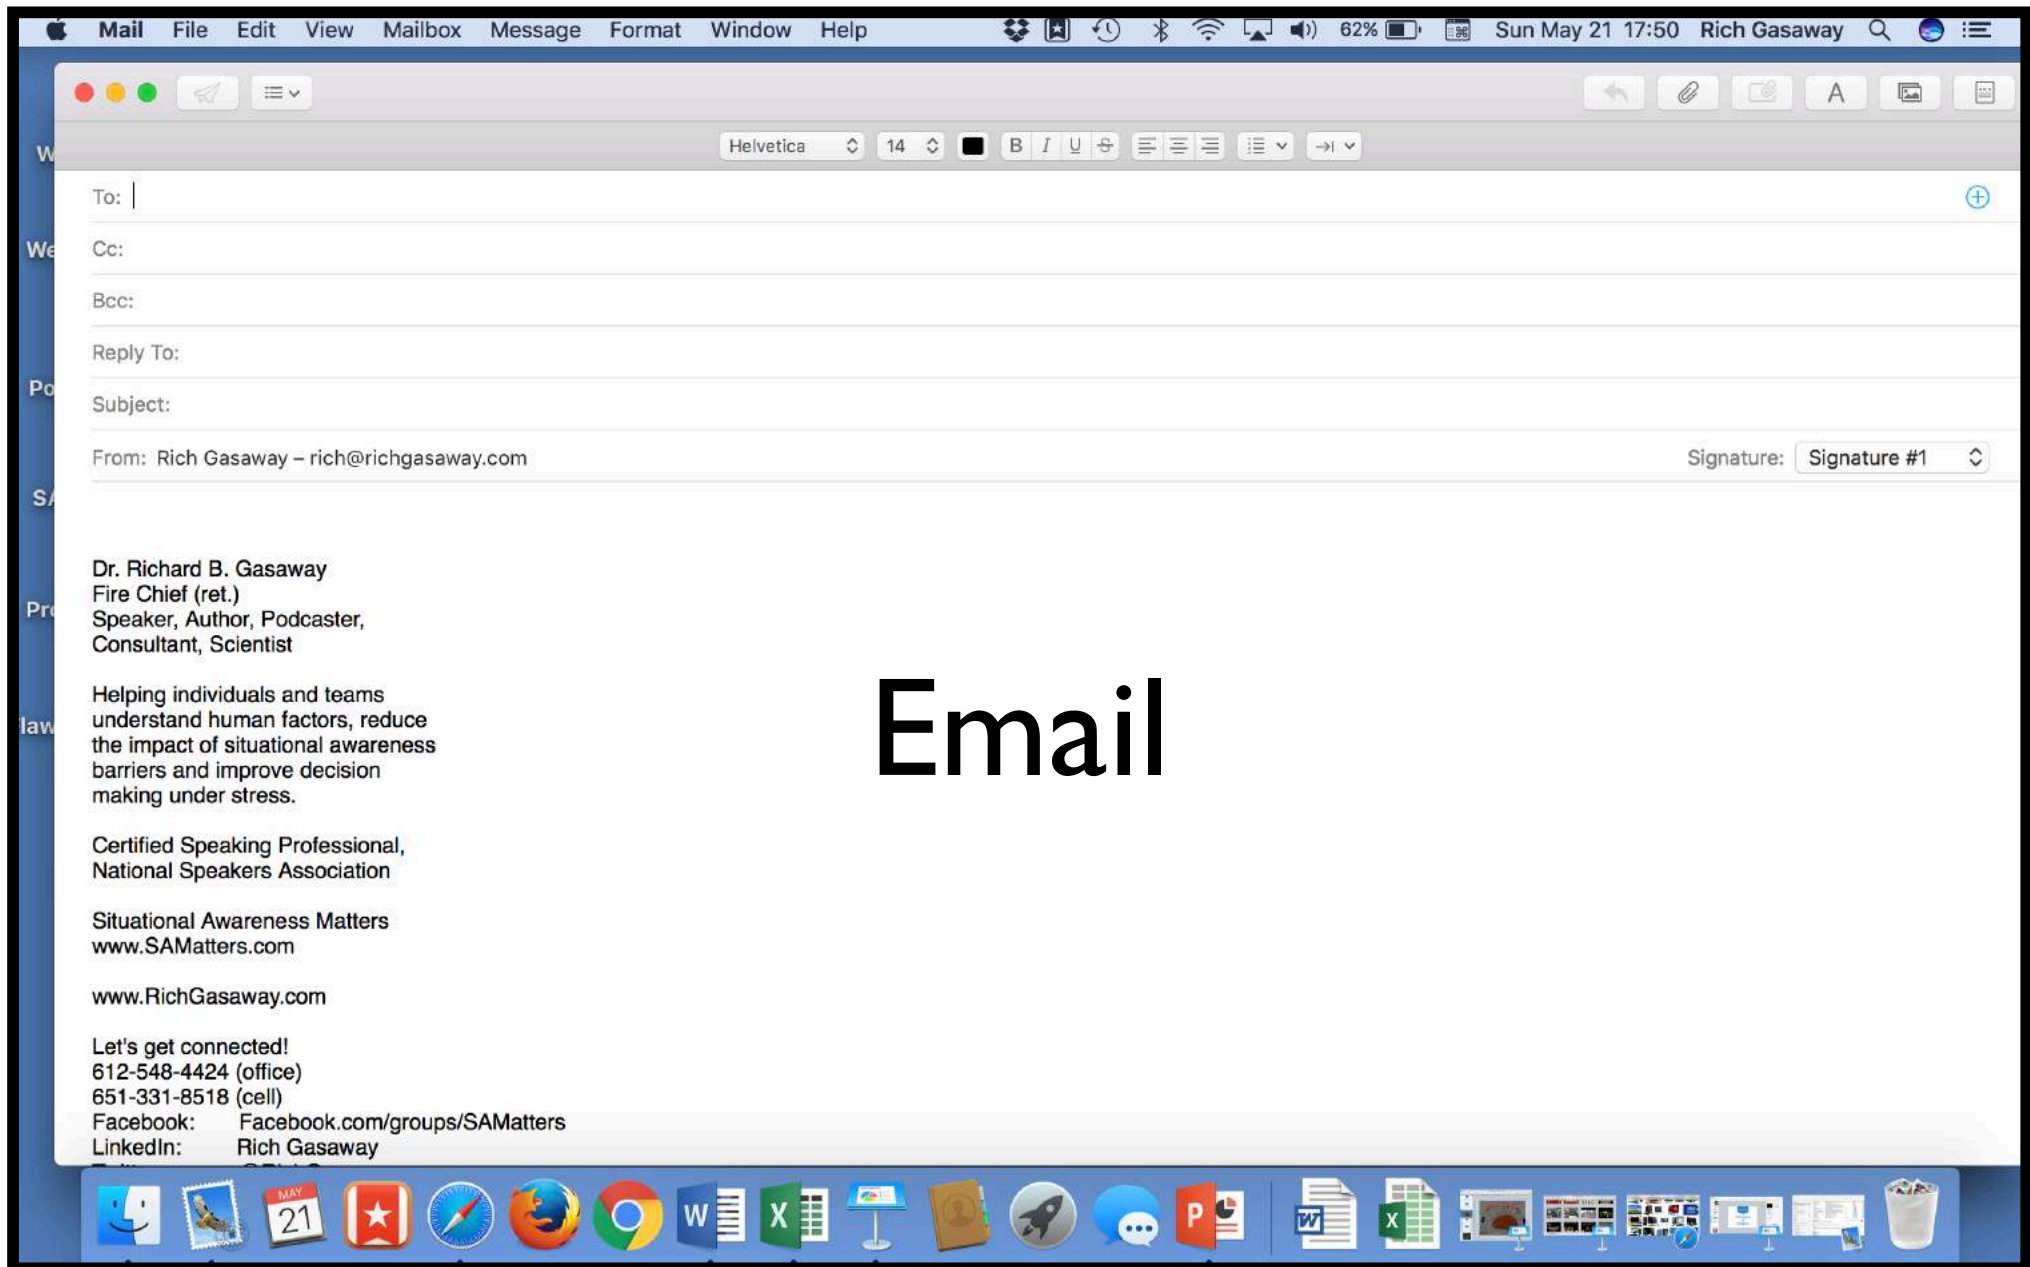 Mail File Edit View Mailbox Message Format Window Help 62% Sun May 21 17:50 Rich Gasaway
A
Helvetica 14 B I U S
To:
Cc:
Bcc:
Reply To:
Subject:
From: Rich Gasaway – rich@richgasaway.com Signature: Signature #1
Dr. Richard B. Gasaway
Fire Chief (ret.)
Speaker, Author, Podcaster,
Consultant, Scientist
Helping individuals and teams
understand human factors, reduce
the impact of situational awareness
barriers and improve decision
making under stress.
Email
Certified Speaking Professional,
National Speakers Association
Situational Awareness Matters
www.SAMatters.com
www.RichGasaway.com
Let's get connected!
612-548-4424 (office)
651-331-8518 (cell)
Facebook: Facebook.com/groups/SAMatters
LinkedIn: Rich Gasaway
MAY
21
W X P W X